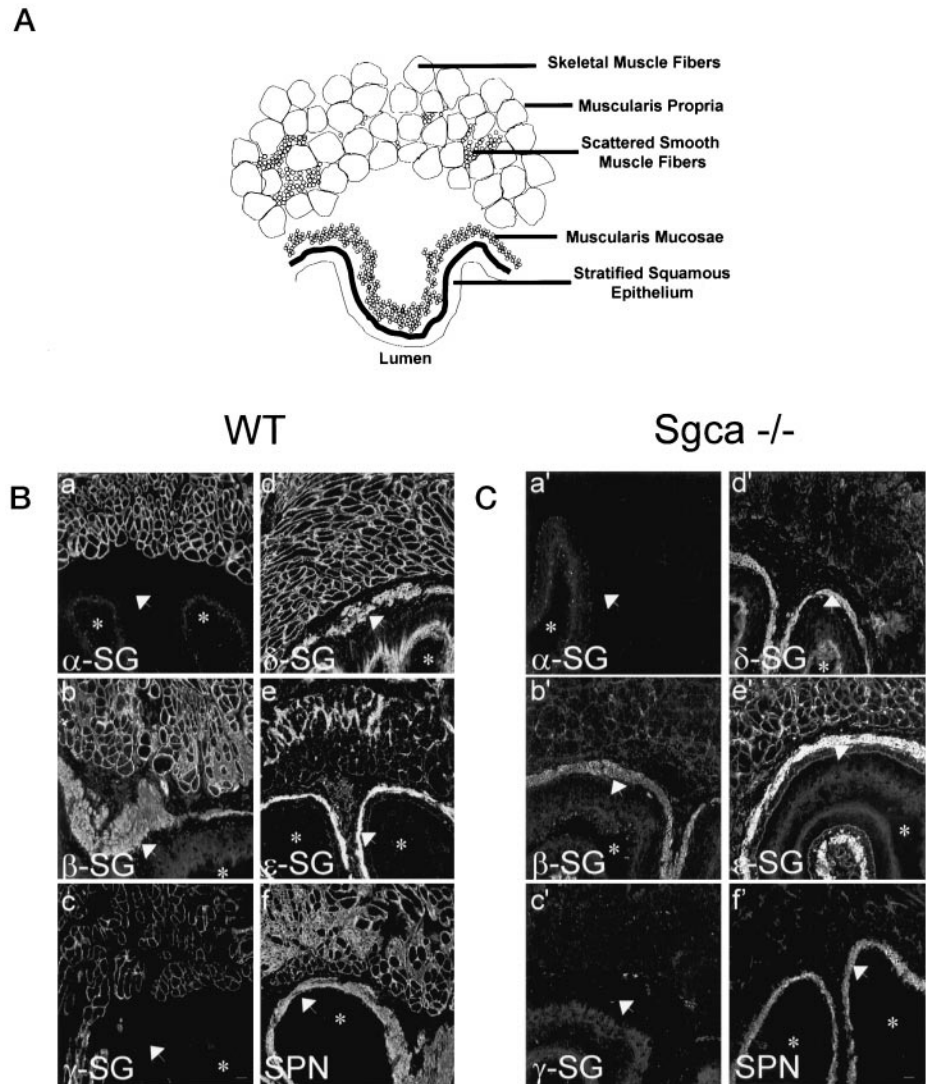 A
Skeletal Muscle Fibers
Muscularis Propria
Scattered Smooth
Muscle Fibers
Muscularis Mucosae
Stratified Squamous
Epithelium
Lumen
WT
Sgca -/-
B
a
*
*
α-SG
d
*
δ-SG
b
*
β-SG
e
*
*
ε-SG
c
*
γ-SG
f
*
SPN
C
a'
*
α-SG
d'
*
δ-SG
b'
*
β-SG
e'
*
ε-SG
c'
*
γ-SG
f'
*
*
SPN